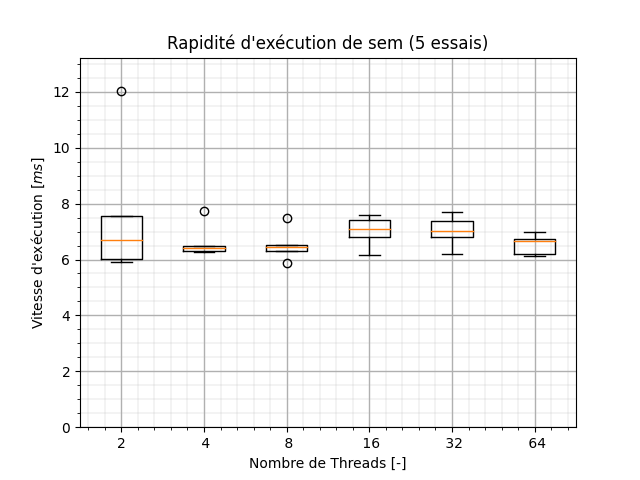 Rapidité d'exécution de sem (5 essais)
Vitesse d'exécution [ms]
12
10
8
6
4
2
0
2 4 8 16 32 64
Nombre de Threads [-]